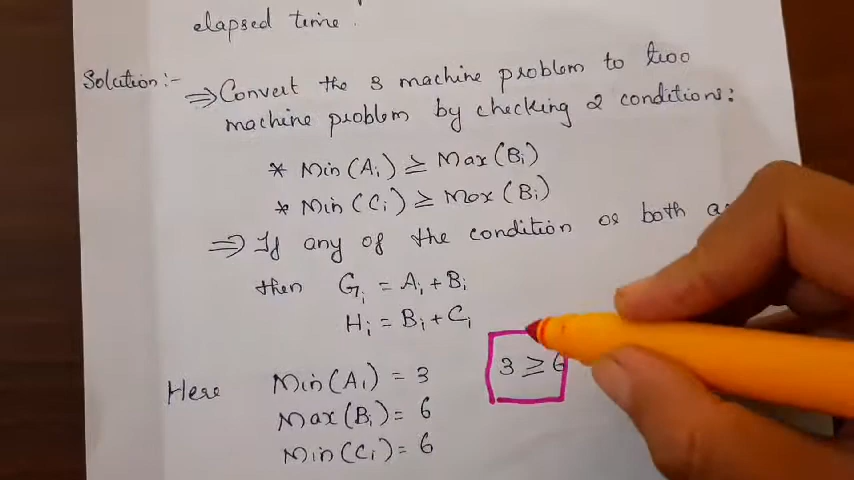 elapsed time.
Solution:- ⇒ Convert the 3 machine problem to two
machine problem by checking 2 conditions:
* Min(Ai) ≥ Max(Bi)
* Min(Ci) ≥ Max(Bi)
⇒ If any of the condition or both
then Gi = Ai + Bi
Hi = Bi + Ci
Here Min(Ai) = 3
3 ≥ 6
Max(Bi) = 6
Min(Ci) = 6